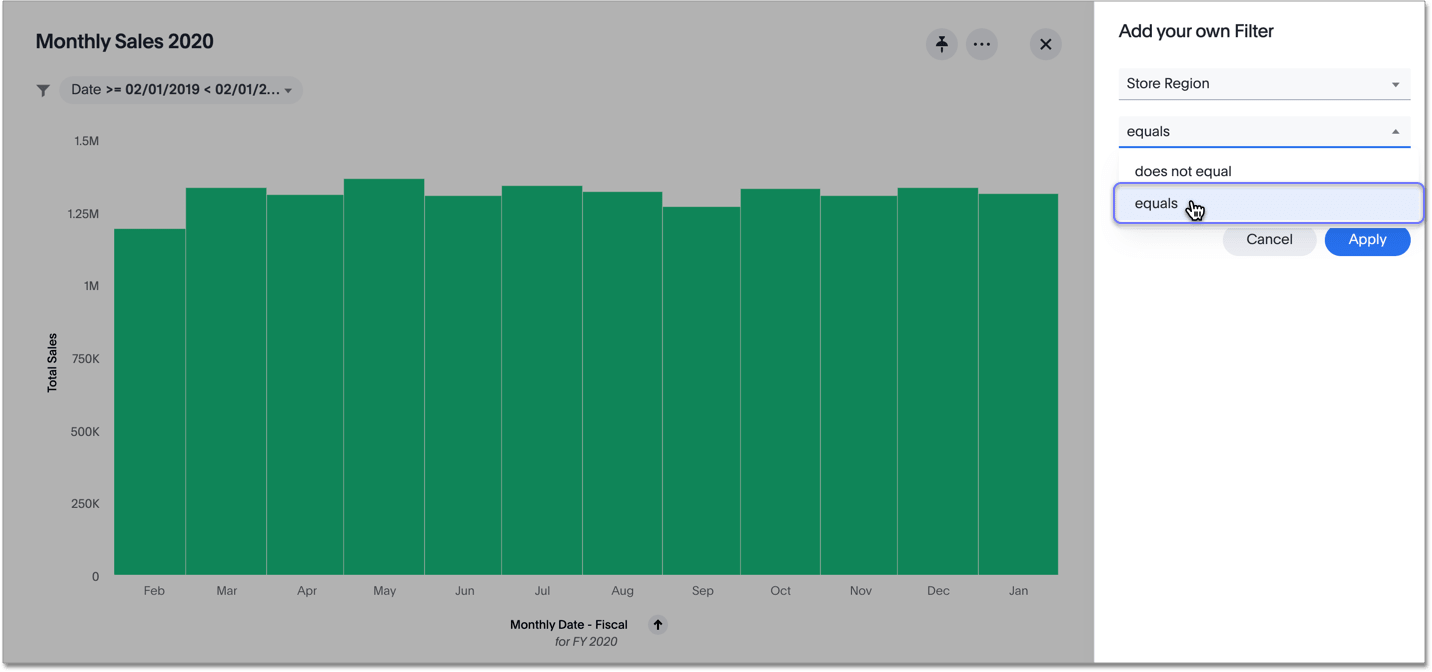 Monthly Sales 2020
Date >= 02/01/2019 < 02/01/2...
1.5M
1.25M
1M
750K
500K
250K
0
Total Sales
Feb Mar Apr May Jun Jul Aug Sep Oct Nov Dec Jan
Monthly Date - Fiscal
for FY 2020
Add your own Filter
Store Region
equals
does not equal
equals
Cancel Apply